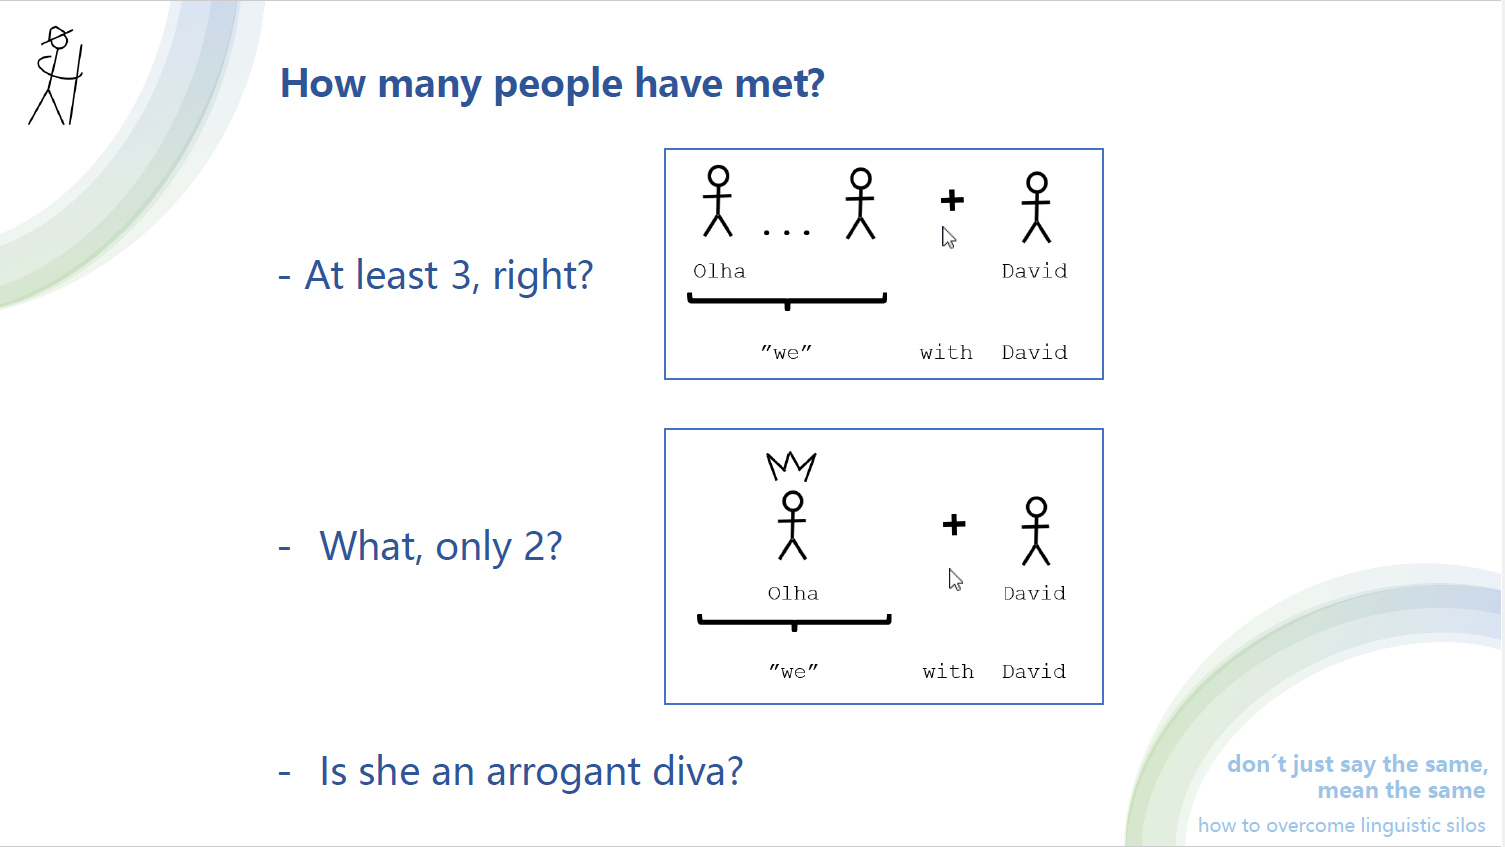 How many people have met?
- At least 3, right?
. . .
+
Olha
David
”we”
with
David
- What, only 2?
+
Olha
David
”we”
with
David
- Is she an arrogant diva?
don´t just say the same,
mean the same
how to overcome linguistic silos